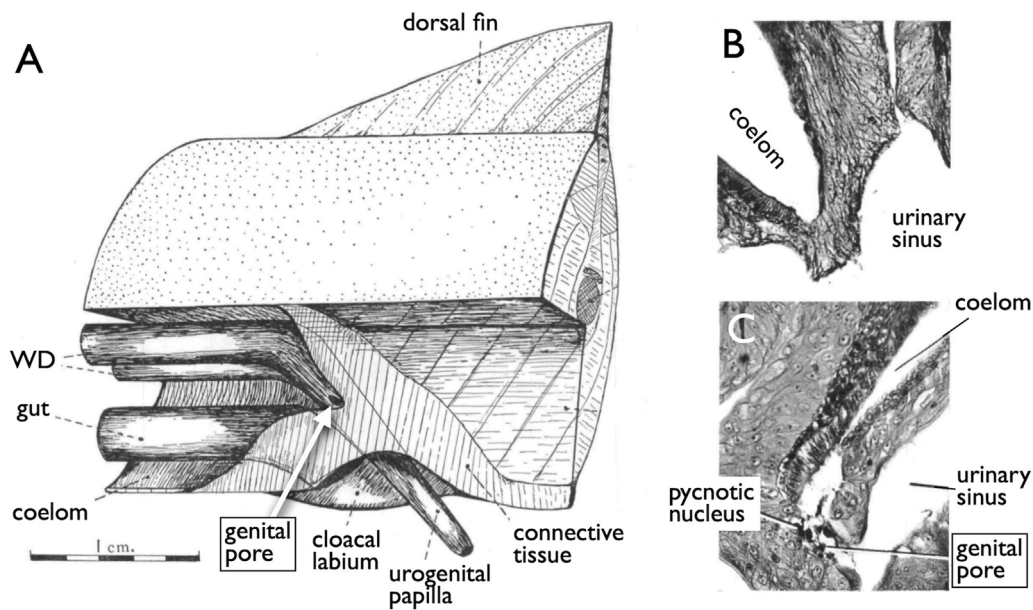 A
dorsal fin
WD
gut
coelom
1 cm.
genital
pore
cloacal
labium
urogenital
papilla
connective
tissue
B
coelom
urinary
sinus
C
coelom
pycnotic
nucleus
urinary
sinus
genital
pore